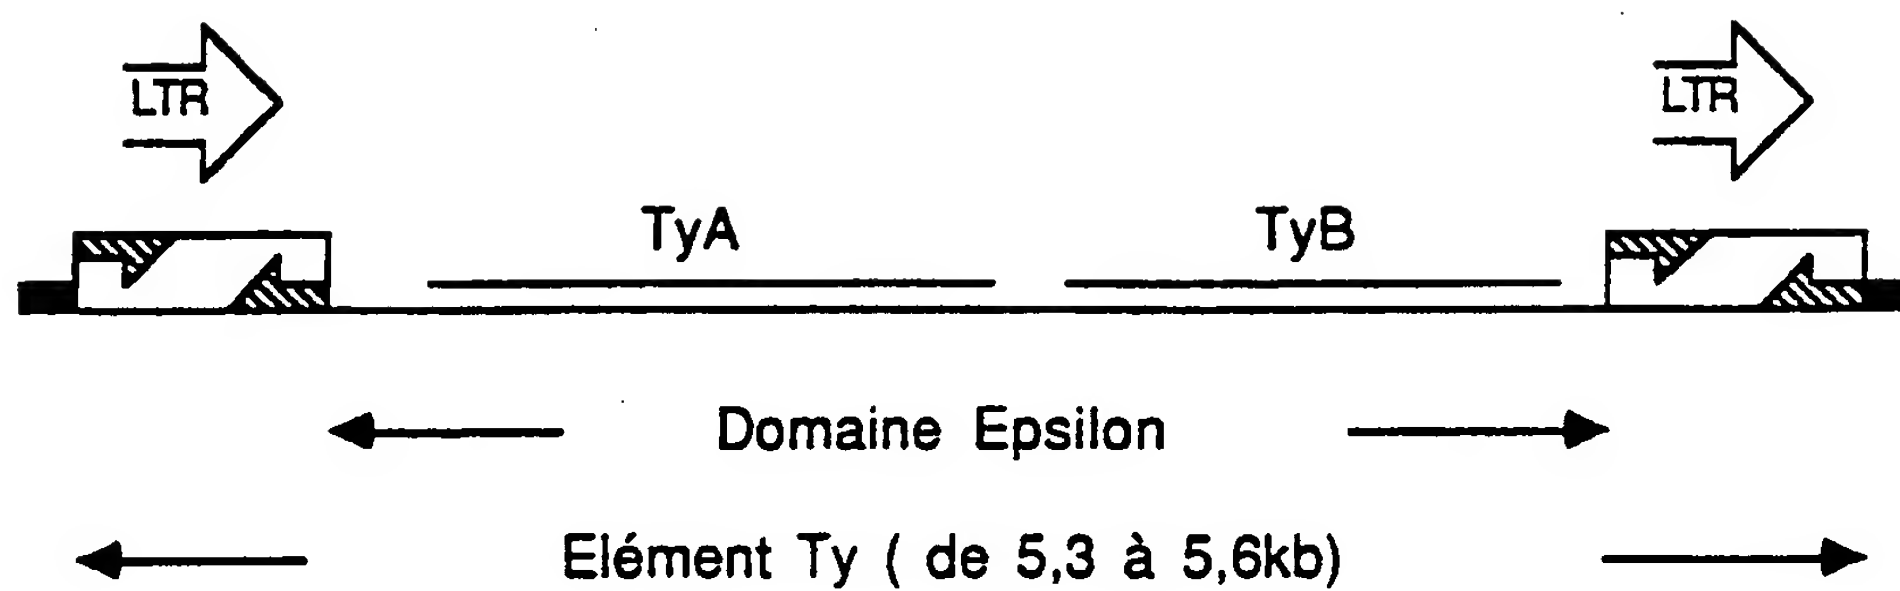 LTR LTR
TyA TyB
Domaine Epsilon
Elément Ty ( de 5,3 à 5,6kb)